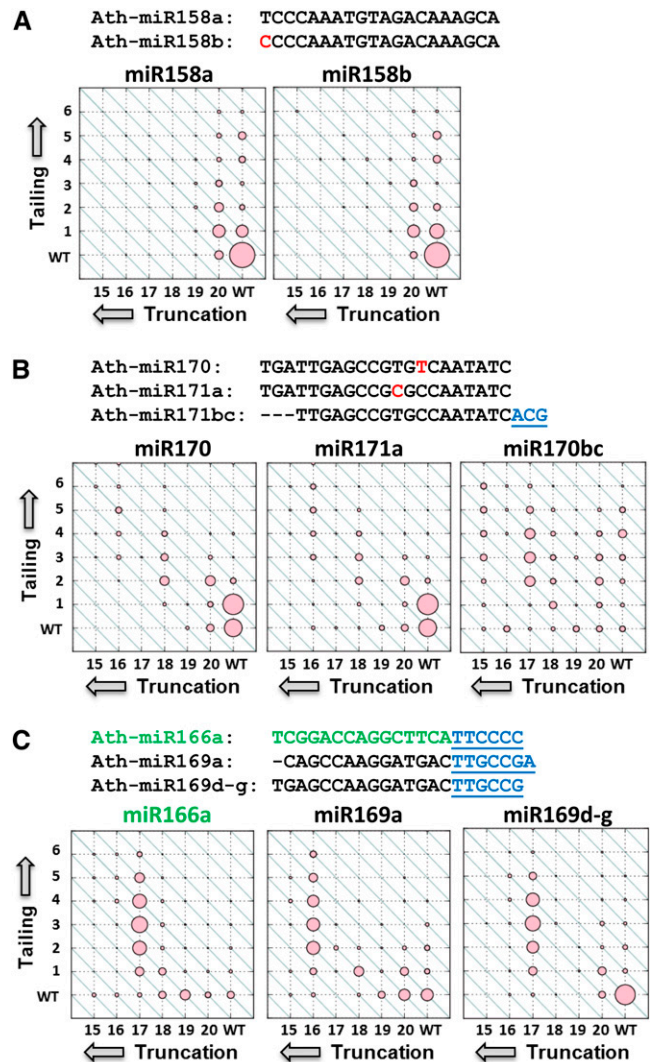 A
Ath-miR158a: TCCCAAATGTAGACAAAGCA
Ath-miR158b: CCCCAAATGTAGACAAAGCA
miR158a miR158b
Tailing
6
5
4
3
2
1
WT
15 16 17 18 19 20 WT 15 16 17 18 19 20 WT
Truncation Truncation
B
Ath-miR170: TGATTGAGCCGTGTCAATATC
Ath-miR171a: TGATTGAGCCGCGCCAATATC
Ath-miR171bc: ---TTGAGCCGTGCCAATATCACG
miR170 miR171a miR170bc
Tailing
6
5
4
3
2
1
WT
15 16 17 18 19 20 WT 15 16 17 18 19 20 WT 15 16 17 18 19 20 WT
Truncation Truncation Truncation
C
Ath-miR166a: TCGGACCAGGCTTCATTCCCC
Ath-miR169a: -CAGCCAAGGATGACTTGCCGA
Ath-miR169d-g: TGAGCCAAGGATGACTTGCCG
miR166a miR169a miR169d-g
Tailing
6
5
4
3
2
1
WT
15 16 17 18 19 20 WT 15 16 17 18 19 20 WT 15 16 17 18 19 20 WT
Truncation Truncation Truncation